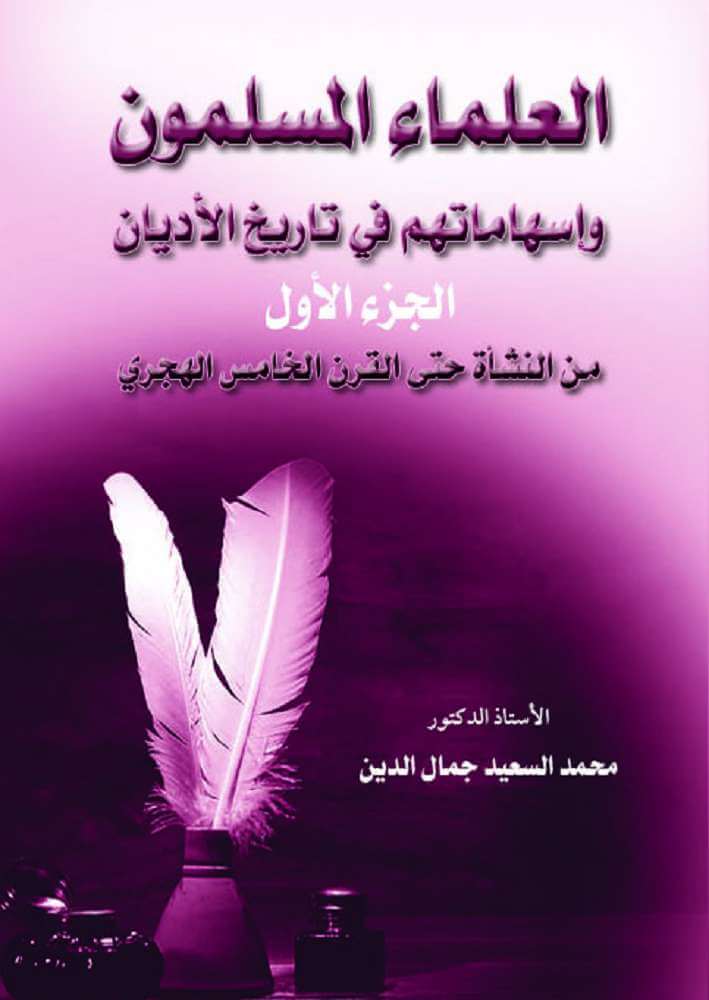 العلماء المسلمون
وإسهاماتهم في تاريخ الأديان
الجزء الأول
من النشأة حتى القرن الخامس الهجري
الأستاذ الدكتور
محمد السعيد جمال الدين